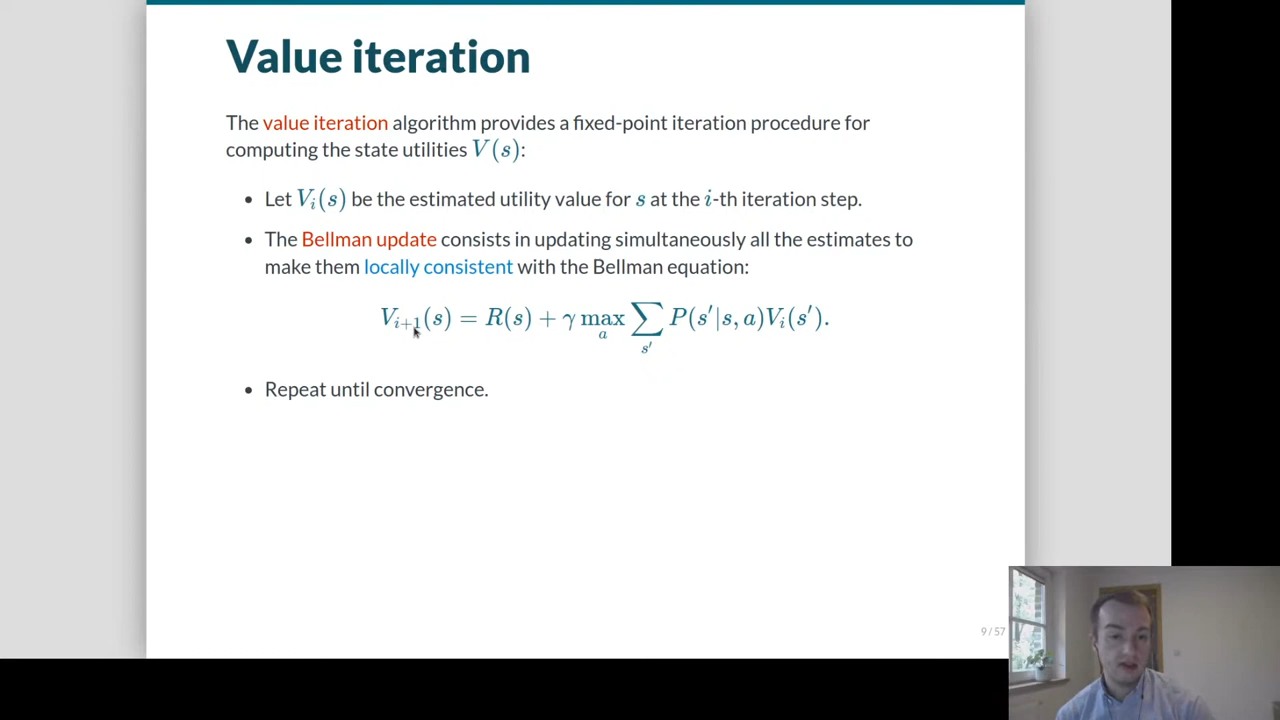 Value iteration
The value iteration algorithm provides a fixed-point iteration procedure for
computing the state utilities V(s):
• Let V_i(s) be the estimated utility value for s at the i-th iteration step.
• The Bellman update consists in updating simultaneously all the estimates to
make them locally consistent with the Bellman equation:
V_{i+1}(s) = R(s) + γ max_a ∑_{s′} P(s′|s, a)V_i(s′).
• Repeat until convergence.
9 / 57